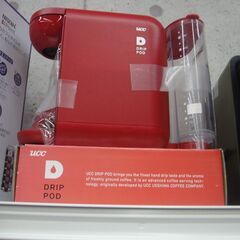 UCC
DRIP
POD
UCC DRIP POD brings you the finest hand drip taste and the aroma
of freshly ground coffee. It is an advanced coffee serving tech-
nology, originally developed by UCC UESHIMA COFFEE COMPANY.
UCC
DRIP
POD